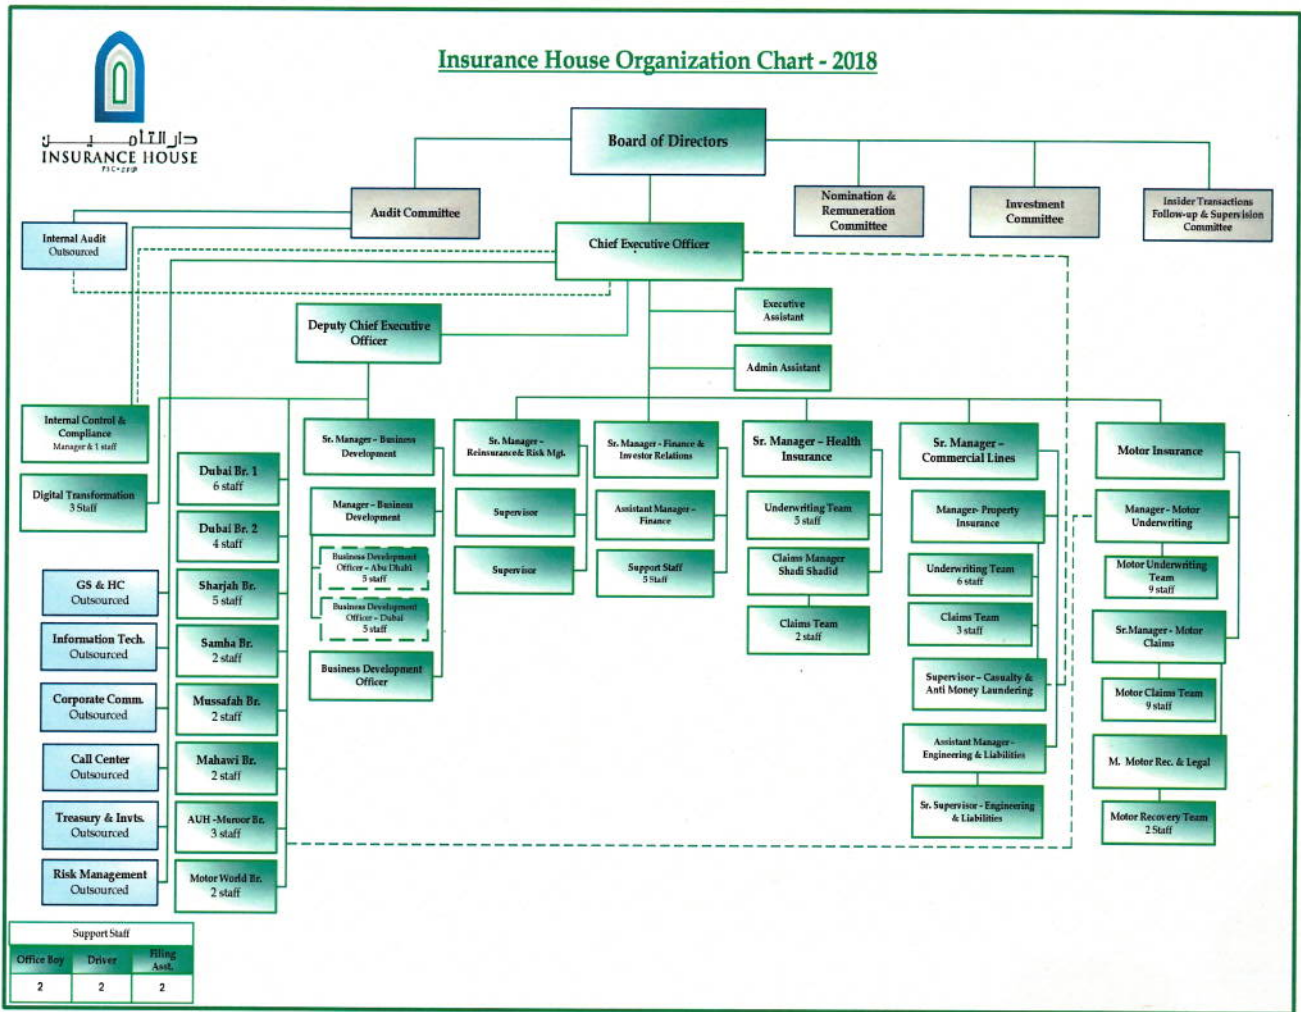 Insurance House Organization Chart - 2018
دار التأمين
INSURANCE HOUSE
Board of Directors
Audit Committee
Nomination &
Remuneration
Committee
Investment
Committee
Insider Transactions
Follow-up & Supervision
Committee
Internal Audit
Outsourced
Chief Executive Officer
Executive
Assistant
Deputy Chief Executive
Officer
Admin Assistant
Internal Control &
Compliance
Manager & 1 staff
Digital Transformation
3 Staff
GS & HC
Outsourced
Information Tech.
Outsourced
Corporate Comm.
Outsourced
Call Center
Outsourced
Treasury & Invts.
Outsourced
Risk Management
Outsourced
Dubai Br. 1
6 staff
Dubai Br. 2
4 staff
Sharjah Br.
5 staff
Samha Br.
2 staff
Mussafah Br.
2 staff
Mahawi Br.
2 staff
AUH -Muroor Br.
3 staff
Motor World Br.
2 staff
Sr. Manager – Business
Development
Manager – Business
Development
Business Development
Officer – Abu Dhabi
5 staff
Business Development
Officer – Dubai
5 staff
Business Development
Officer
Sr. Manager –
Reinsurance& Risk Mgt.
Supervisor
Supervisor
Sr. Manager - Finance &
Investor Relations
Assistant Manager –
Finance
Support Staff
5 Staff
Sr. Manager – Health
Insurance
Underwriting Team
5 staff
Claims Manager
Shadi Shadid
Claims Team
2 staff
Sr. Manager –
Commercial Lines
Manager- Property
Insurance
Underwriting Team
6 staff
Claims Team
3 staff
Supervisor – Casualty &
Anti Money Laundering
Assistant Manager –
Engineering & Liabilities
Sr. Supervisor - Engineering
& Liabilities
Motor Insurance
Manager - Motor
Underwriting
Motor Underwriting
Team
9 staff
Sr.Manager - Motor
Claims
Motor Claims Team
9 staff
M. Motor Rec. & Legal
Motor Recovery Team
2 Staff
Support Staff
Office Boy
Driver
Filing
Asst.
2
2
2